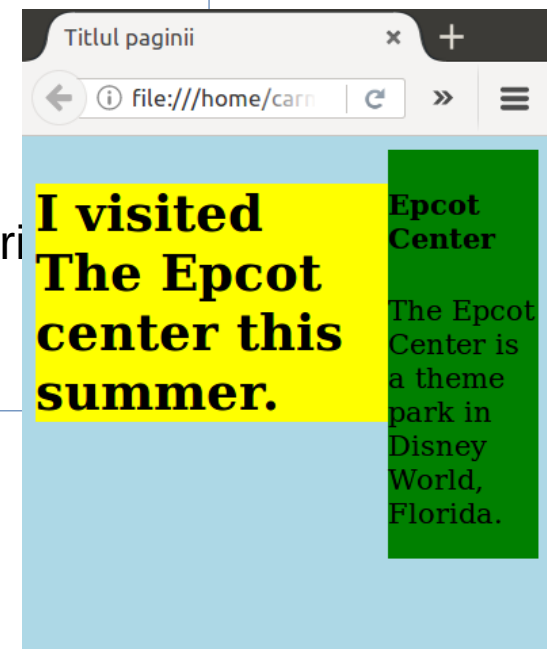 Titlul paginii
file:///home/carn
ri
I visited
The Epcot
center this
summer.
Epcot
Center
The Epcot
Center is
a theme
park in
Disney
World,
Florida.